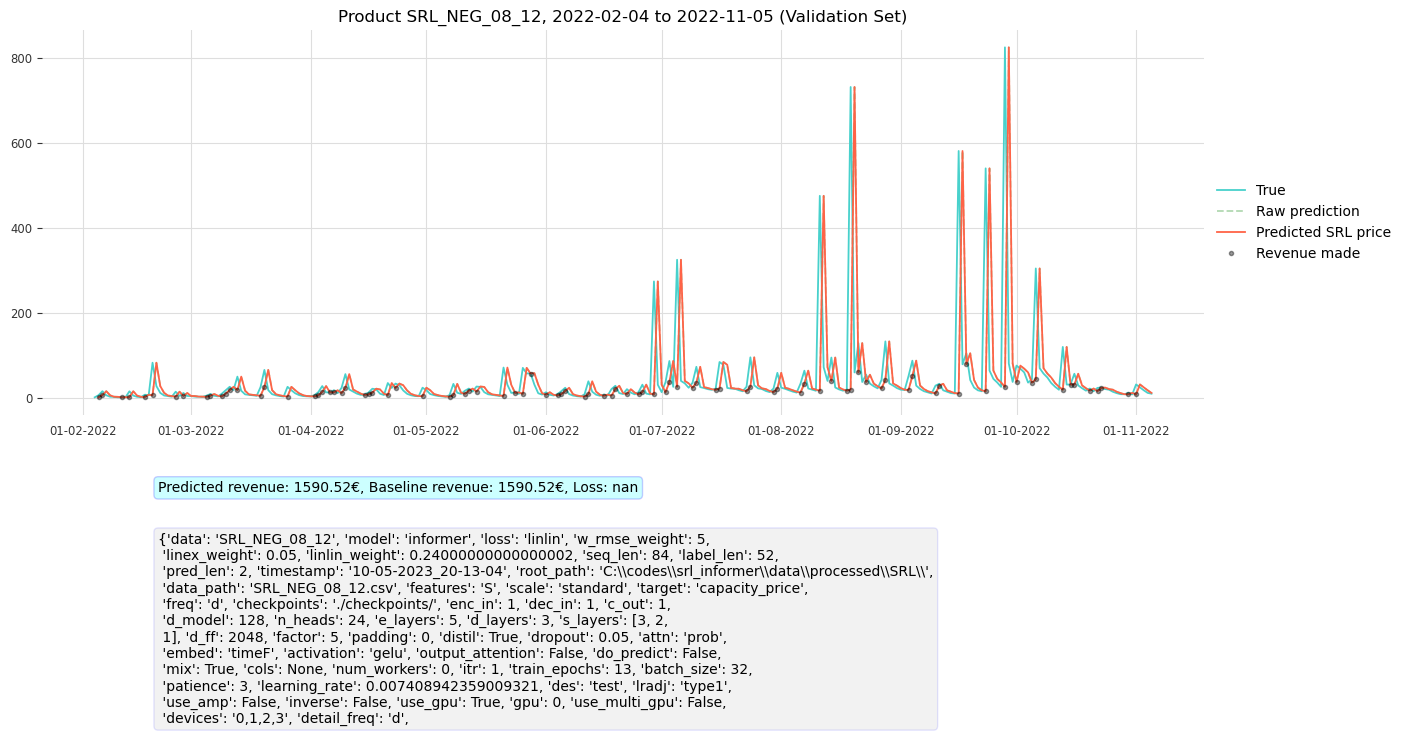 Product SRL_NEG_08_12, 2022-02-04 to 2022-11-05 (Validation Set)
800
600
400
200
0
01-02-2022 01-03-2022 01-04-2022 01-05-2022 01-06-2022 01-07-2022 01-08-2022 01-09-2022 01-10-2022 01-11-2022
True
Raw prediction
Predicted SRL price
Revenue made
Predicted revenue: 1590.52€, Baseline revenue: 1590.52€, Loss: nan
{'data': 'SRL_NEG_08_12', 'model': 'informer', 'loss': 'linlin', 'w_rmse_weight': 5,
'linex_weight': 0.05, 'linlin_weight': 0.24000000000000002, 'seq_len': 84, 'label_len': 52,
'pred_len': 2, 'timestamp': '10-05-2023_20-13-04', 'root_path': 'C:\\codes\\srl_informer\\data\\processed\\SRL\\',
'data_path': 'SRL_NEG_08_12.csv', 'features': 'S', 'scale': 'standard', 'target': 'capacity_price',
'freq': 'd', 'checkpoints': './checkpoints/', 'enc_in': 1, 'dec_in': 1, 'c_out': 1,
'd_model': 128, 'n_heads': 24, 'e_layers': 5, 'd_layers': 3, 's_layers': [3, 2,
1], 'd_ff': 2048, 'factor': 5, 'padding': 0, 'distil': True, 'dropout': 0.05, 'attn': 'prob',
'embed': 'timeF', 'activation': 'gelu', 'output_attention': False, 'do_predict': False,
'mix': True, 'cols': None, 'num_workers': 0, 'itr': 1, 'train_epochs': 13, 'batch_size': 32,
'patience': 3, 'learning_rate': 0.007408942359009321, 'des': 'test', 'lradj': 'type1',
'use_amp': False, 'inverse': False, 'use_gpu': True, 'gpu': 0, 'use_multi_gpu': False,
'devices': '0,1,2,3', 'detail_freq': 'd',